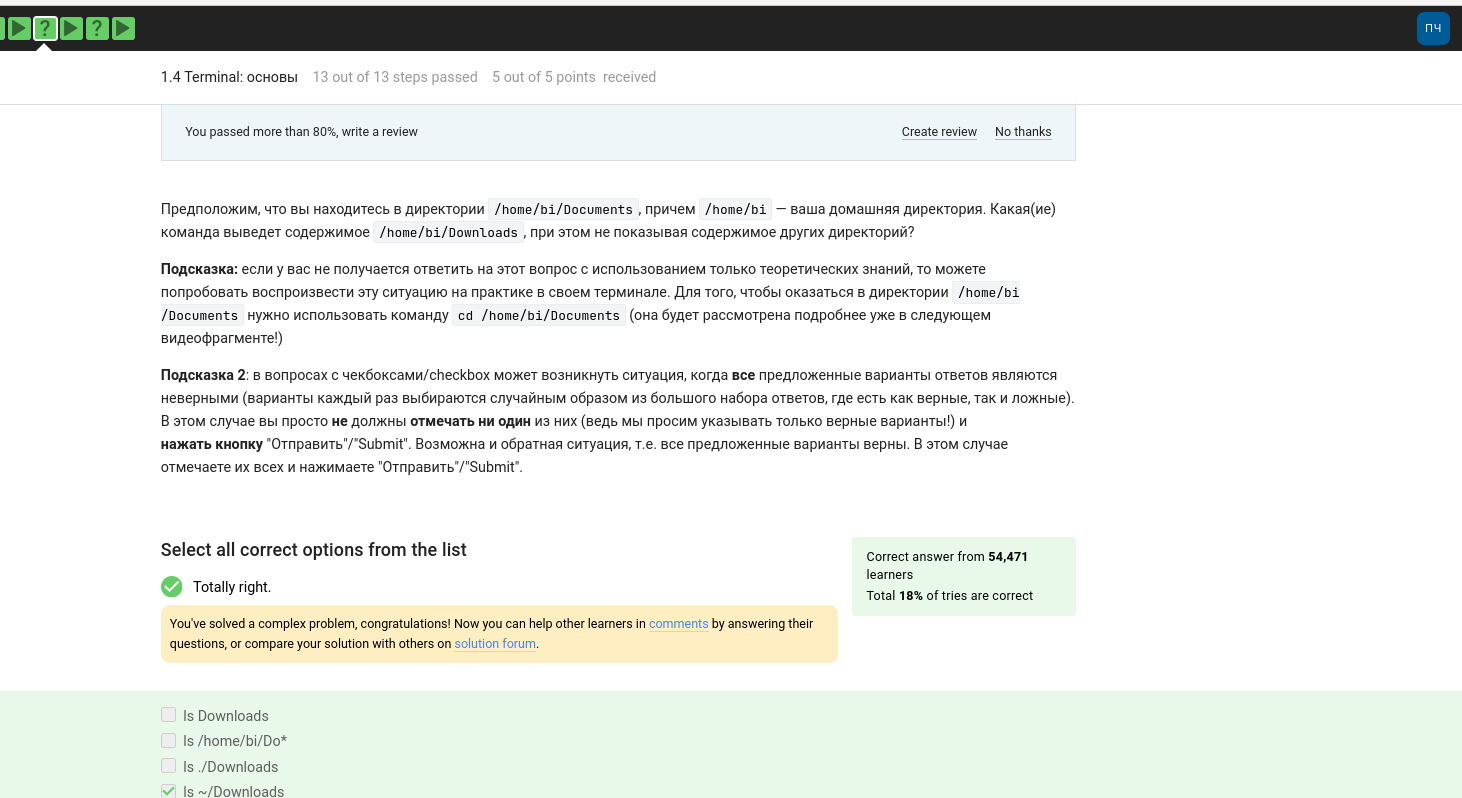 ? ?
ПЧ
1.4 Terminal: основы 13 out of 13 steps passed 5 out of 5 points received
You passed more than 80%, write a review Create review No thanks
Предположим, что вы находитесь в директории /home/bi/Documents, причем /home/bi — ваша домашняя директория. Какая(ие)
команда выведет содержимое /home/bi/Downloads, при этом не показывая содержимое других директорий?
Подсказка: если у вас не получается ответить на этот вопрос с использованием только теоретических знаний, то можете
попробовать воспроизвести эту ситуацию на практике в своем терминале. Для того, чтобы оказаться в директории /home/bi
/Documents нужно использовать команду cd /home/bi/Documents (она будет рассмотрена подробнее уже в следующем
видеофрагменте!)
Подсказка 2: в вопросах с чекбоксами/checkbox может возникнуть ситуация, когда все предложенные варианты ответов являются
неверными (варианты каждый раз выбираются случайным образом из большого набора ответов, где есть как верные, так и ложные).
В этом случае вы просто не должны отмечать ни один из них (ведь мы просим указывать только верные варианты!) и
нажать кнопку "Отправить"/"Submit". Возможна и обратная ситуация, т.е. все предложенные варианты верны. В этом случае
отмечаете их всех и нажимаете "Отправить"/"Submit".
Select all correct options from the list
Totally right.
You've solved a complex problem, congratulations! Now you can help other learners in comments by answering their
questions, or compare your solution with others on solution forum.
Correct answer from 54,471
learners
Total 18% of tries are correct
ls Downloads
ls /home/bi/Do*
ls ./Downloads
ls ~/Downloads